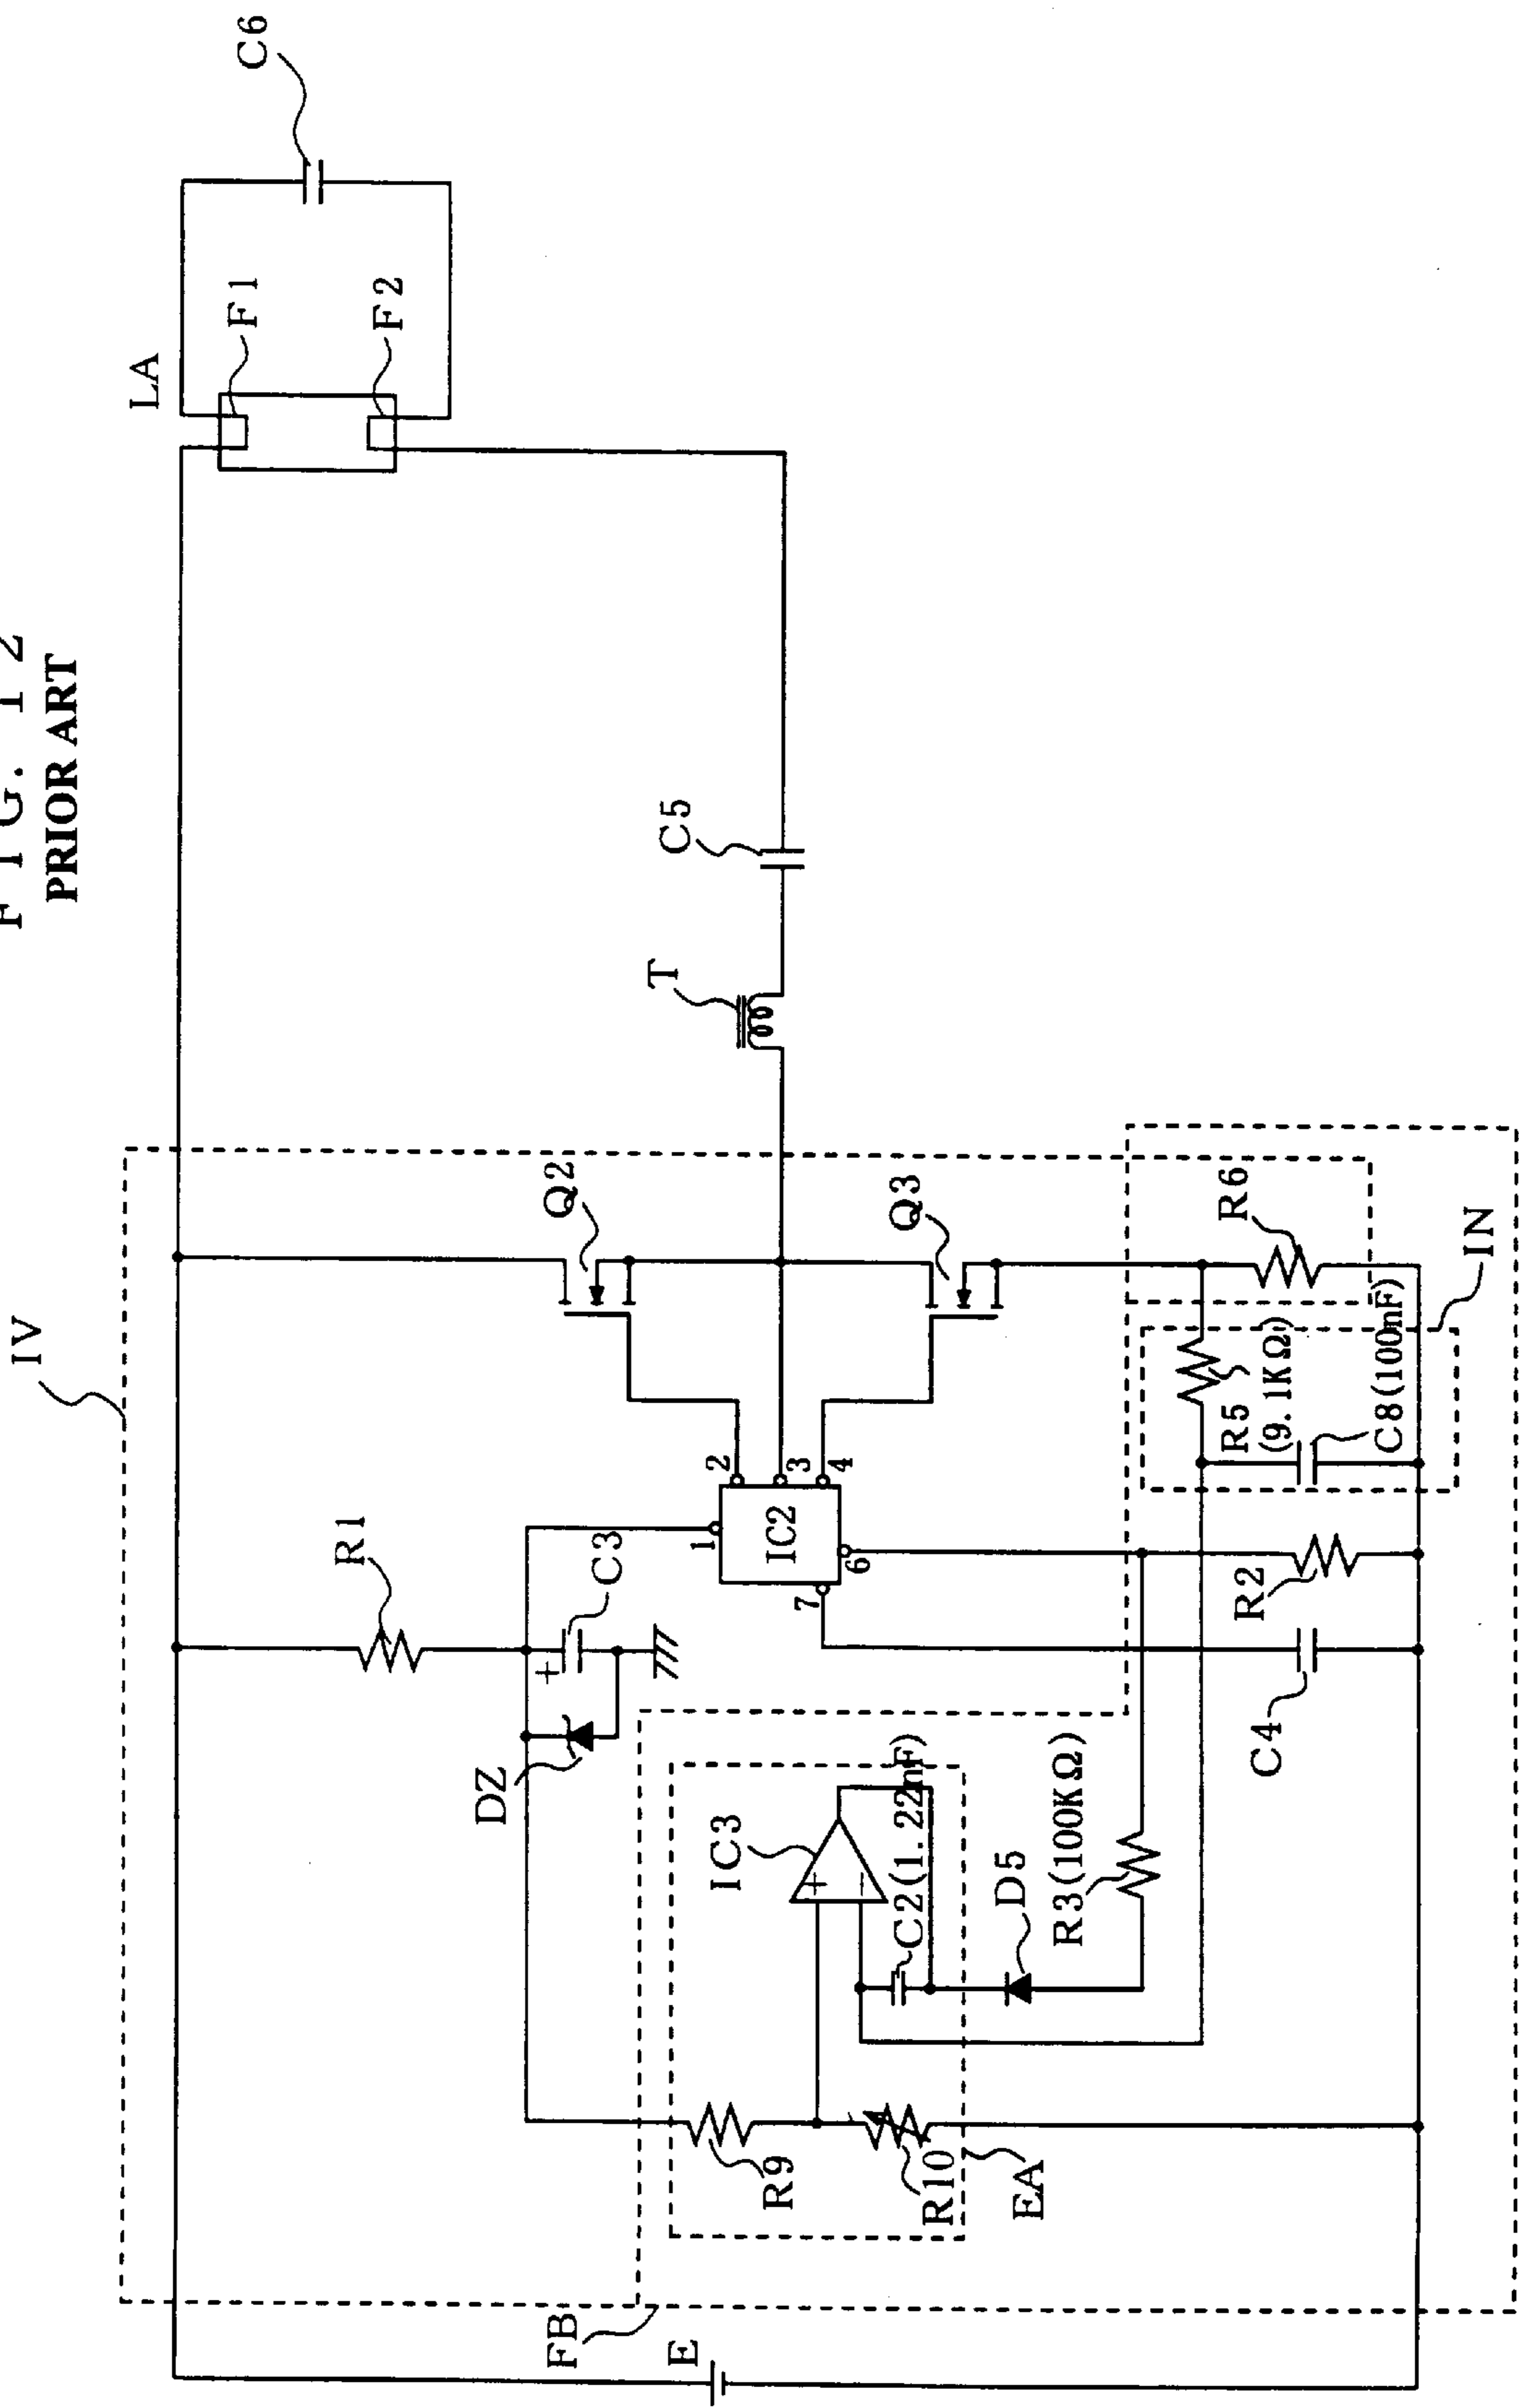 FIG. 12
PRIOR ART
IV
LA
C6
F1
F2
R1
DZ
+
C3
Q2
T
C5
1
2
3
4
IC2
6
7
Q3
IC3
+
−
C2(1.22nF)
R9
R10
EA
D5
R3(100KΩ)
R5
(9.1KΩ)
C8(100nF)
R6
IN
R2
C4
FB
E